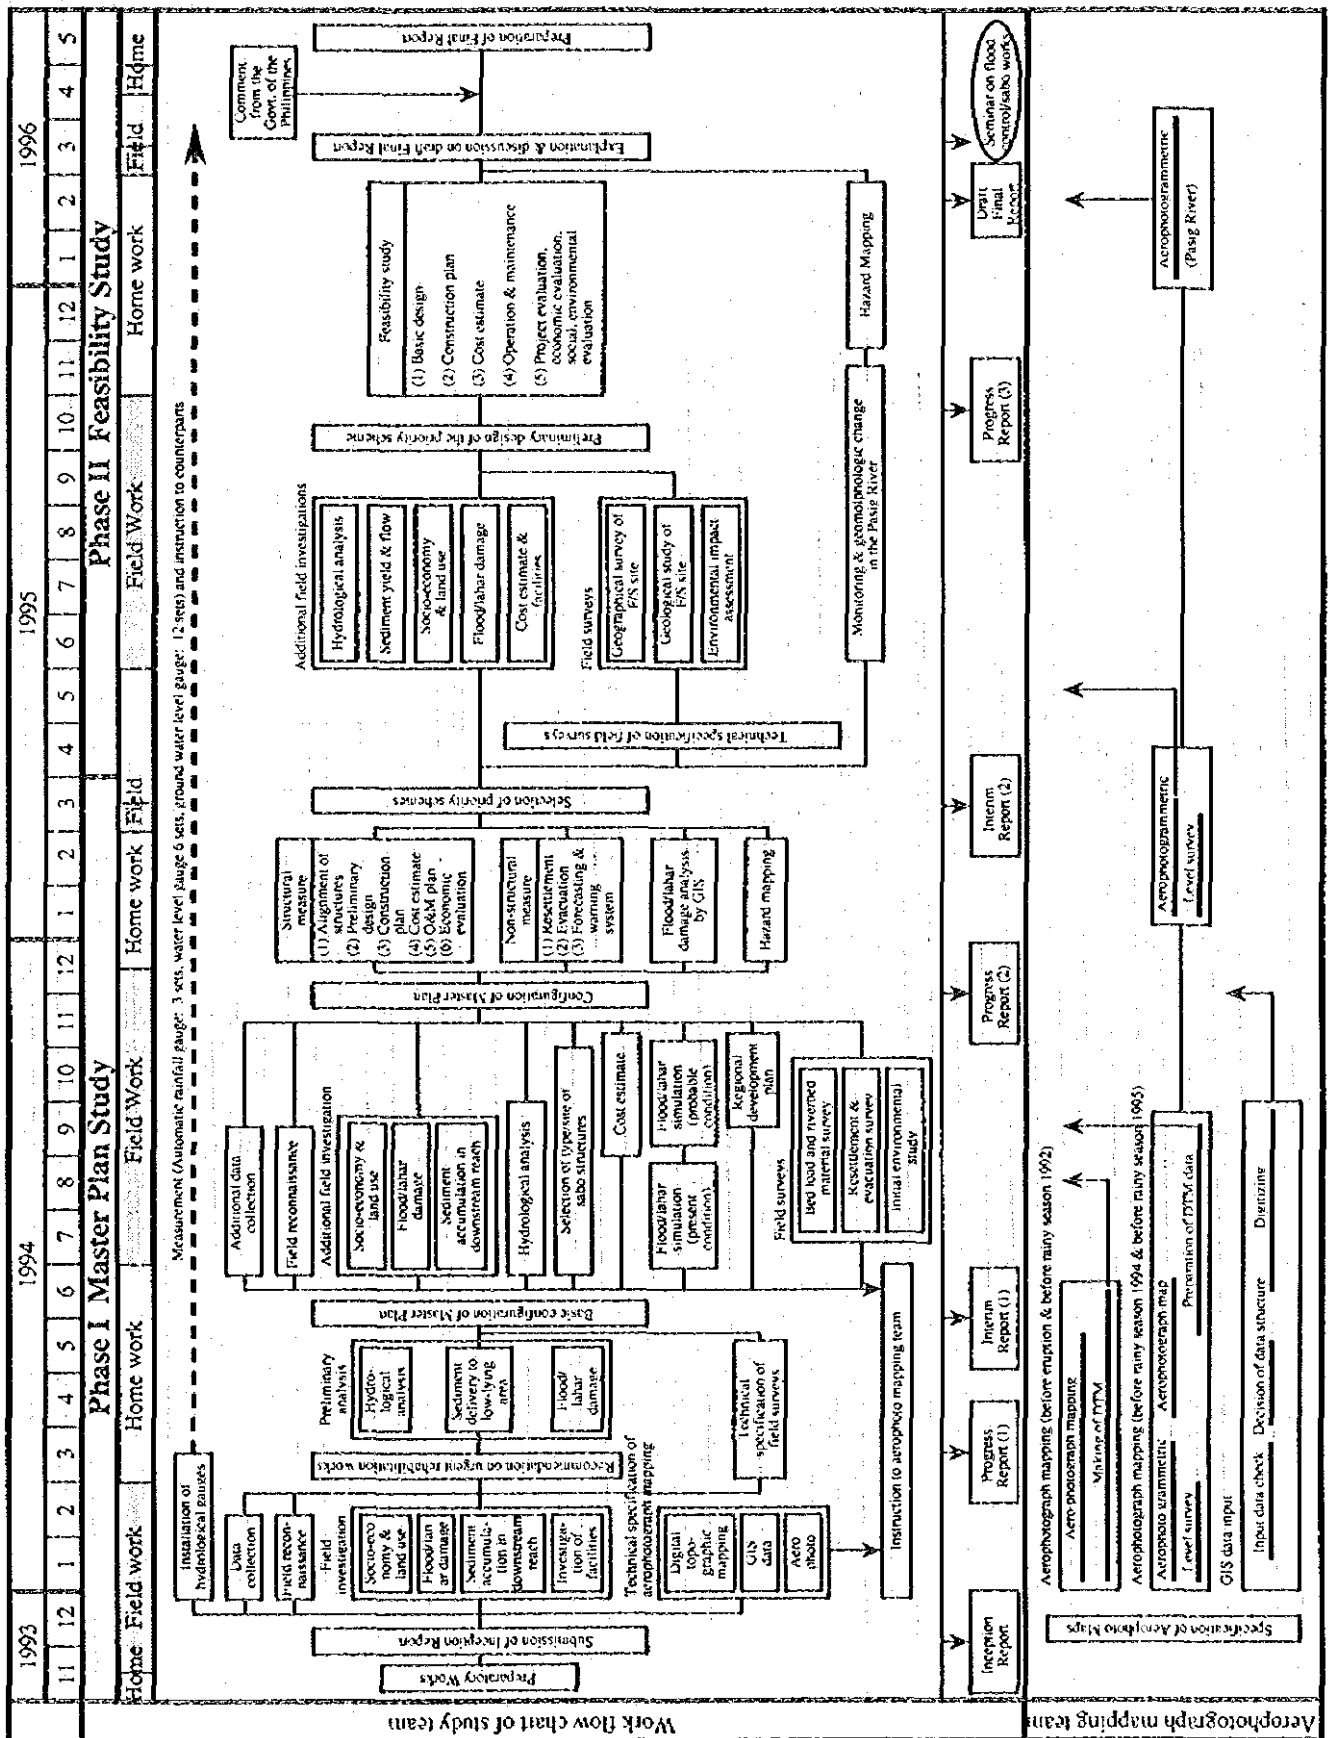 1993
1994
1995
1996
11
12
1
2
3
4
5
6
7
8
9
10
11
12
1
2
3
4
5
6
7
8
9
10
11
12
1
2
3
4
5
Phase I Master Plan Study
Phase II Feasibility Study
Home
Field work
Home work
Field Work
Home work
Field
Field Work
Home work
Field
Home
Work flow chart of study team
Measurement (Automatic rainfall gauge: 3 sets, water level gauge 6 sets, ground water level gauge: 12 sets) and instruction to counterparts
Preparatory Works
Submission of Inception Report
Installation of
hydrological gauges
Data
collection
Field recon-
naissance
Field
investigation
Socio-eco
nomy &
land use
Flood/lah
ar damage
Sediment
accumula-
tion in
downstream
reach
Investiga-
tion of
facilities
Technical specification of
aerophotograph mapping
Digital
topo-
graphic
mapping
GIS
data
Aero
photo
Recommendation on urgent rehabilitation works
Preliminary
analysis
Hydro-
logical
analysis
Sediment
delivery to
low-lying
area
Flood/
lahar
damage
Technical
specification of
field surveys
Instruction to aerophoto mapping team
Basic configuration of Master Plan
Additional data
collection
Field reconnaisance
Additional field investigation
Socio-economy &
land use
Flood/lahar
damage
Sediment
accumulation in
downstream reach
Hydrological analysis
Selection of type/site of
sabo structures
Cost estimate
Flood/lahar
simulation
(present
condition)
Flood/lahar
simulation
(probable
condition)
Regional
development
plan
Field surveys
Bed load and riverbed
material survey
Resettlement &
evacuation survey
Initial environmental
study
Configuration of Master Plan
Structural
measure
(1) Alignment of
structures
(2) Preliminary
design
(3) Construction
plan
(4) Cost estimate
(5) O&M plan
(6) Economic
evaluation
Non-structural
measure
(1) Resettlement
(2) Evacuation
(3) Forecasting &
warning
system
Flood/lahar
damage analysis
by GIS
Hazard mapping
Selection of priority schemes
Technical specification of field
surveys
Additional field investigations
Hydrological analysis
Sediment yield & flow
Socio-economy
& land use
Flood/lahar damage
Cost estimate &
facilities
Field surveys
Geographical survey of
F/S site
Geological study of
F/S site
Environmental impact
assessment
Monitoring & geomolphologic change
in the Pasig River
Preliminary design of the priority
scheme
Feasibility study
(1) Basic design
(2) Construction plan
(3) Cost estimate
(4) Operation & maintenance
(5) Project evaluation,
economic evaluation,
social, environmental
evaluation
Hazard Mapping
Explanation & discussion on draft Final Report
Comment
from the
Govt. of the
Philippines
Preparation of Final Report
Inception
Report
Progress
Report (1)
Interim
Report (1)
Progress
Report (2)
Interim
Report (2)
Progress
Report (3)
Draft
Final
Report
Seminar on flood
control/sabo works
Aerophotograph mapping team
Specification of Aerophoto Maps
Aerophotograph mapping (before eruption & before rainy season 1992)
Aero-photograph mapping
Making of DTM
Aerophotograph mapping (before rainy season 1994 & before rainy season 1995)
Aerophoto grammetric
Aerophotograph map
Level survey
Preparation of DTM data
GIS data input
Input data check
Decision of data structure
Digitizing
Aerophotogrammetric
Level survey
Aerophotogrammetric
(Pasig River)